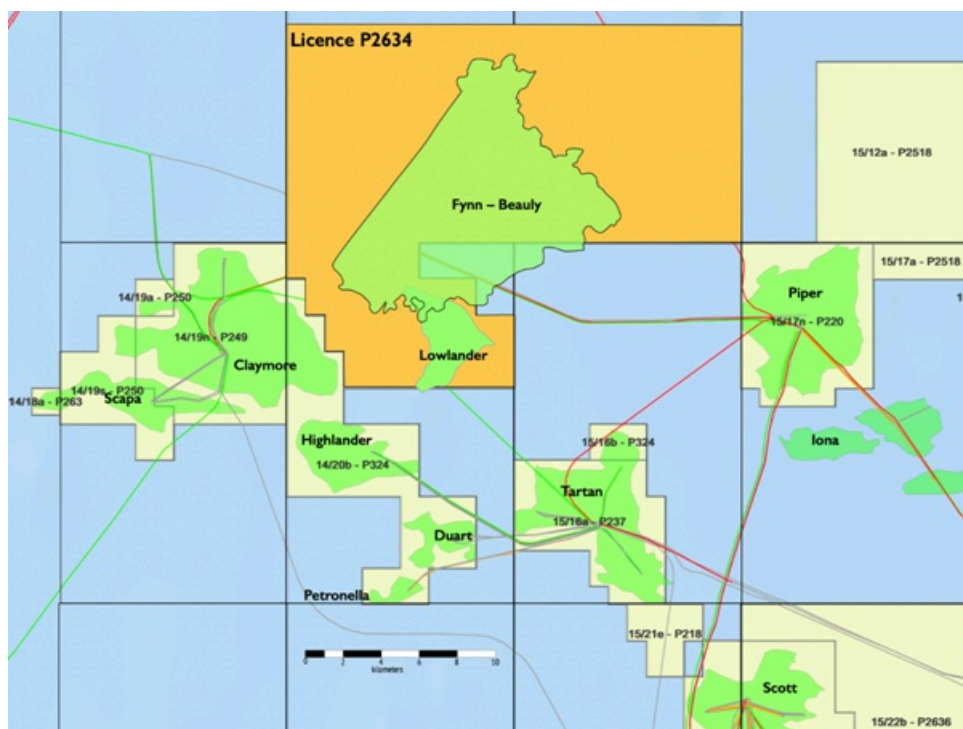 Licence P2634
15/12a - P2518
Fynn – Beauly
15/17a - P2518
Piper
14/19a - P250
15/17n - P220
14/19n - P249
Lowlander
Claymore
14/19s - P250
14/18a - P263
Scapa
Highlander
15/16b - P324
Iona
14/20b - P324
Tartan
15/16a - P237
Duart
Petronella
15/21e - P218
0 2 4 6 8 10
kilometers
Scott
15/22b - P2636